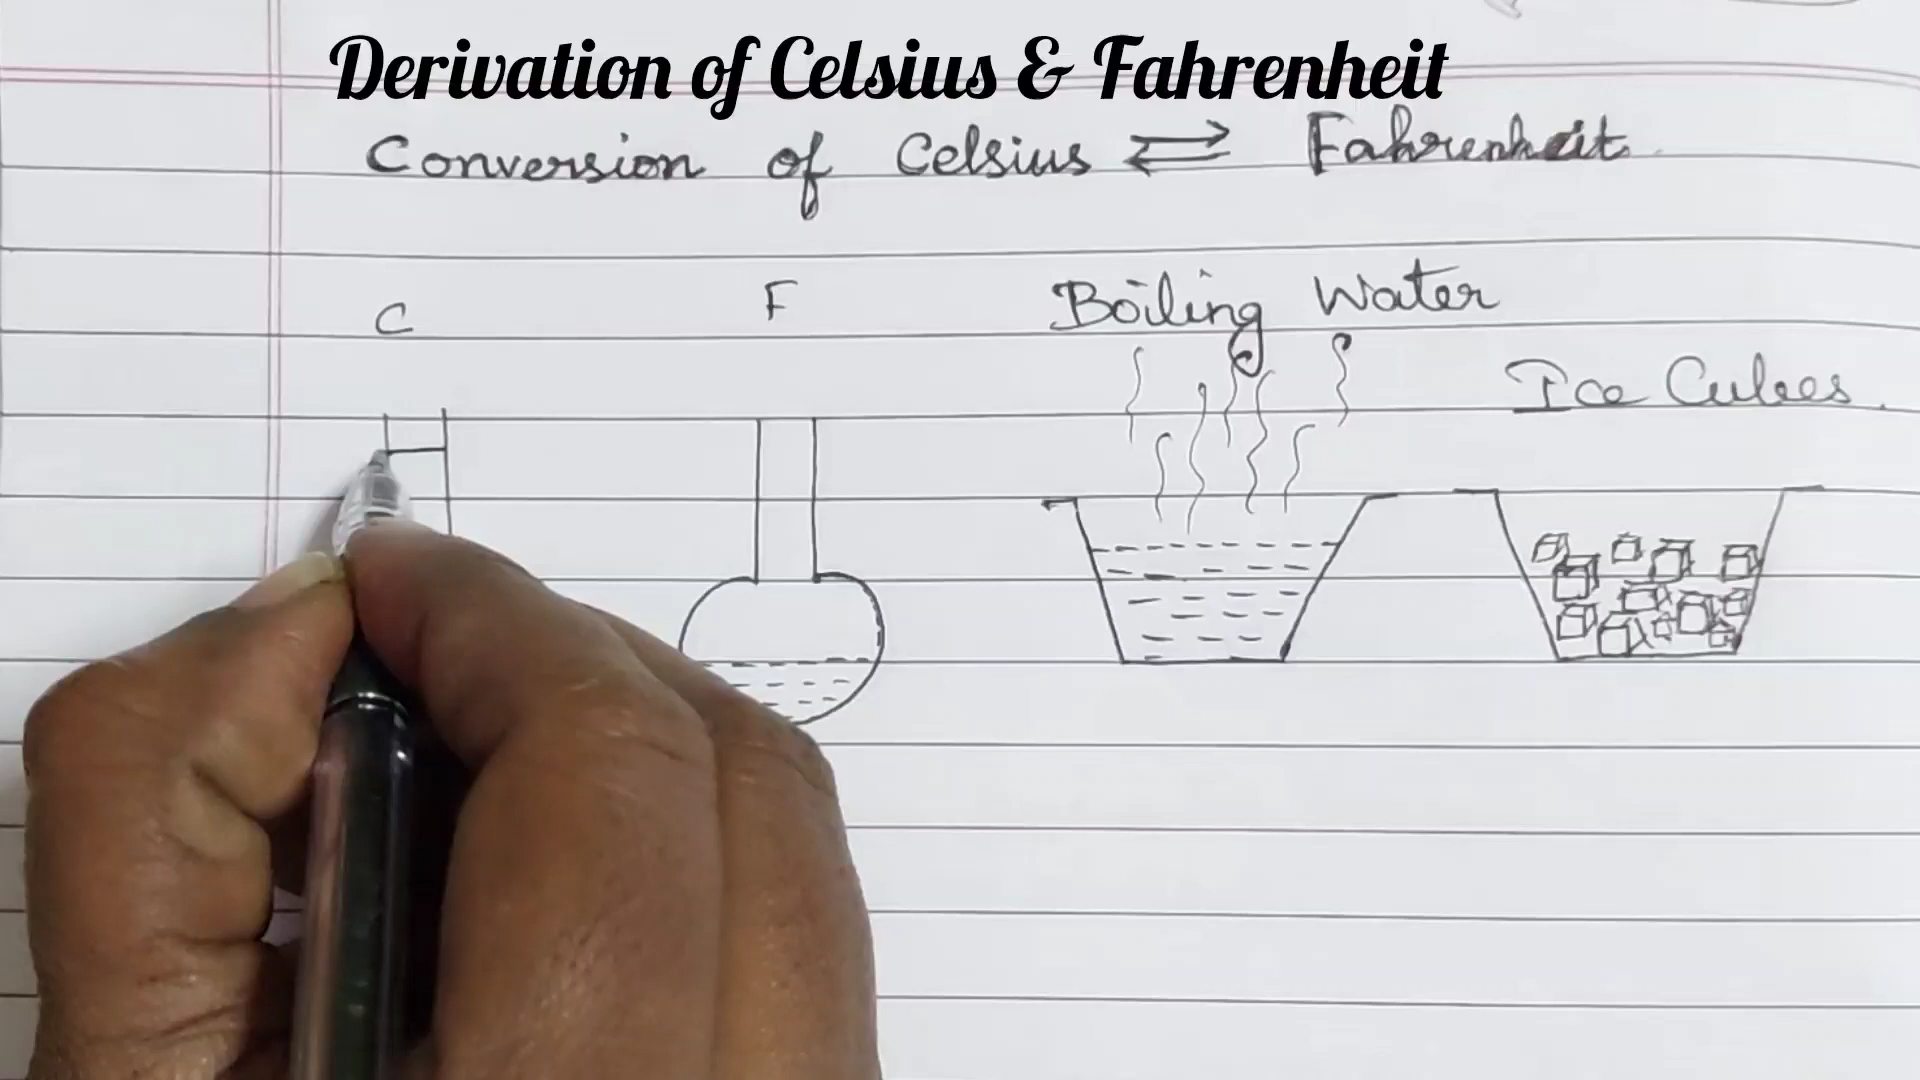 Derivation of Celsius & Fahrenheit
Conversion of Celsius ⇌ Fahrenheit
C
F
Boiling Water
Ice Cubes.